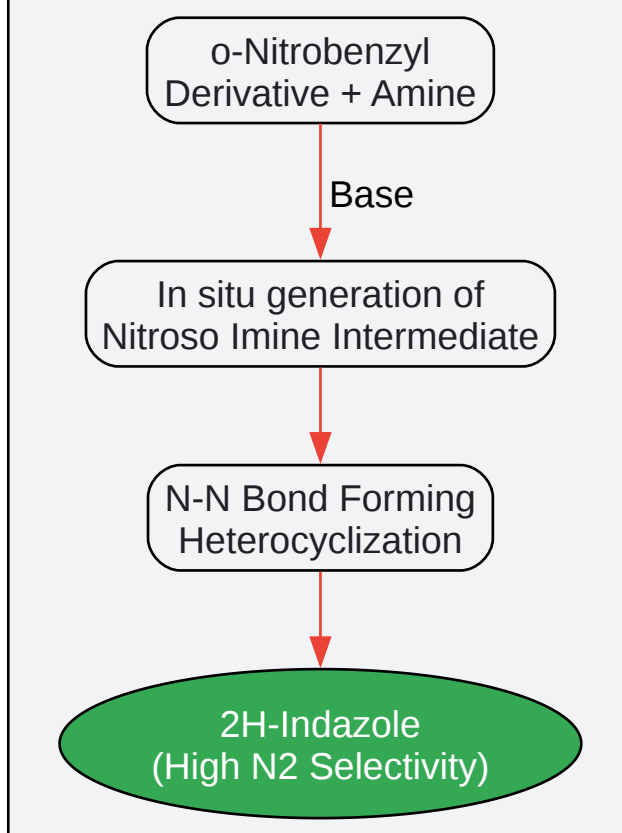 o-Nitrobenzyl
Derivative + Amine
Base
In situ generation of
Nitroso Imine Intermediate
N-N Bond Forming
Heterocyclization
2H-Indazole
(High N2 Selectivity)